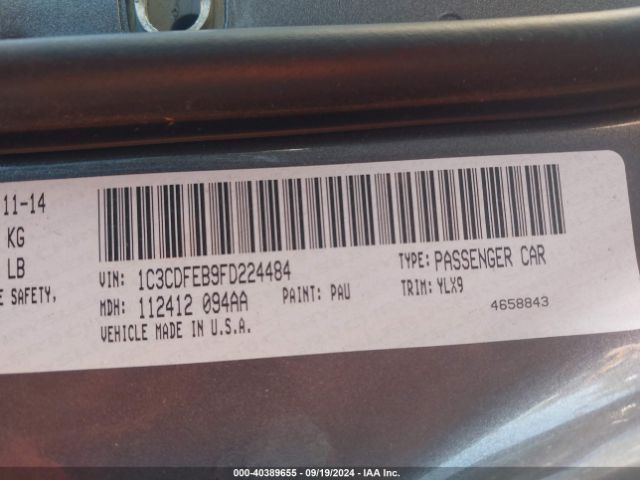 11-14
KG
LB
E SAFETY,
VIN: 1C3CDFEB9FD224484
TYPE: PASSENGER CAR
MDH: 112412 094AA
PAINT: PAU
TRIM: YLX9
VEHICLE MADE IN U.S.A.
4658843
000-40389655 - 09/19/2024 - IAA Inc.